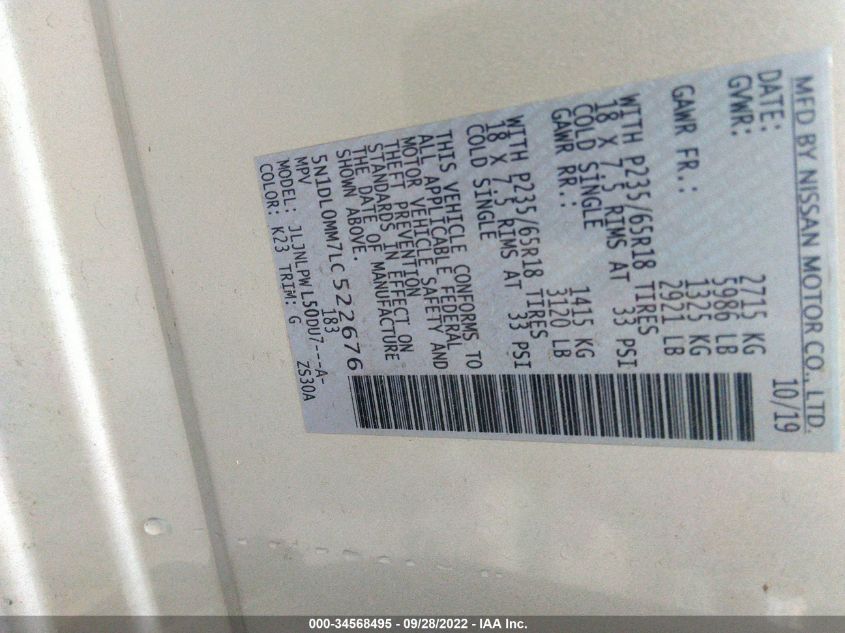 MFD BY NISSAN MOTOR CO., LTD.
DATE: 10/19
GVWR: 2715 KG
5986 LB
GAWR FR.: 1325 KG
2921 LB
WITH P235/65R18 TIRES
18 X 7.5 RIMS AT 33 PSI
COLD SINGLE
GAWR RR.: 1415 KG
3120 LB
WITH P235/65R18 TIRES
18 X 7.5 RIMS AT 33 PSI
COLD SINGLE
THIS VEHICLE CONFORMS TO
ALL APPLICABLE FEDERAL
MOTOR VEHICLE SAFETY AND
THEFT PREVENTION
STANDARDS IN EFFECT ON
THE DATE OF MANUFACTURE
SHOWN ABOVE.
5N1DL0MM7LC522676
MPV 183
MODEL: JLJNLPWL50DU7---A-
COLOR: K23 TRIM: G ZS30A
000-34568495 - 09/28/2022 - IAA Inc.